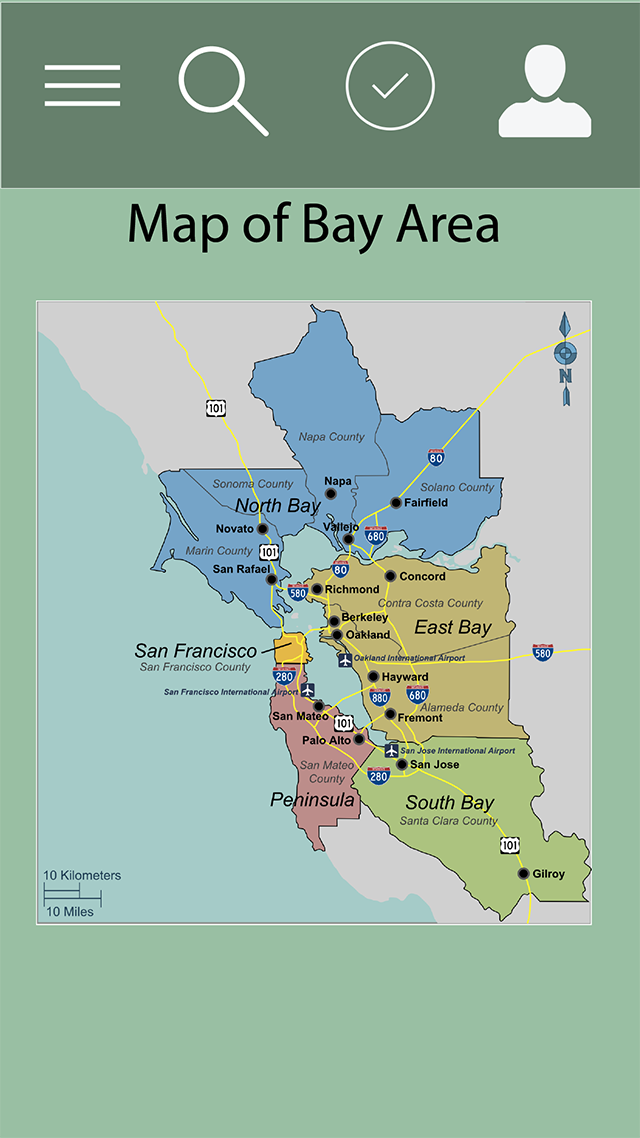 Map of Bay Area
N
101
Napa County
80
Sonoma County
Napa
Solano County
North Bay
Fairfield
Novato
Vallejo
680
Marin County
101
San Rafael
80
Concord
580
Richmond
Contra Costa County
Berkeley
East Bay
Oakland
San Francisco
San Francisco County
Oakland International Airport
580
280
Hayward
San Francisco International Airport
880
680
San Mateo
101
Alameda County
Fremont
Palo Alto
San Jose International Airport
San Mateo
County
280
San Jose
Peninsula
South Bay
Santa Clara County
101
10 Kilometers
Gilroy
10 Miles